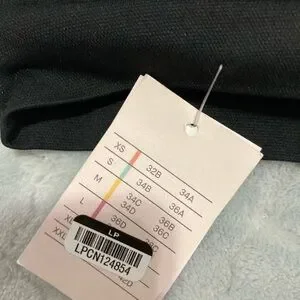 XS 32B 34A
S 34B 36A
M 34C 36B
L 34D 36C
XL 36D
XXL
LP
LPCN124854